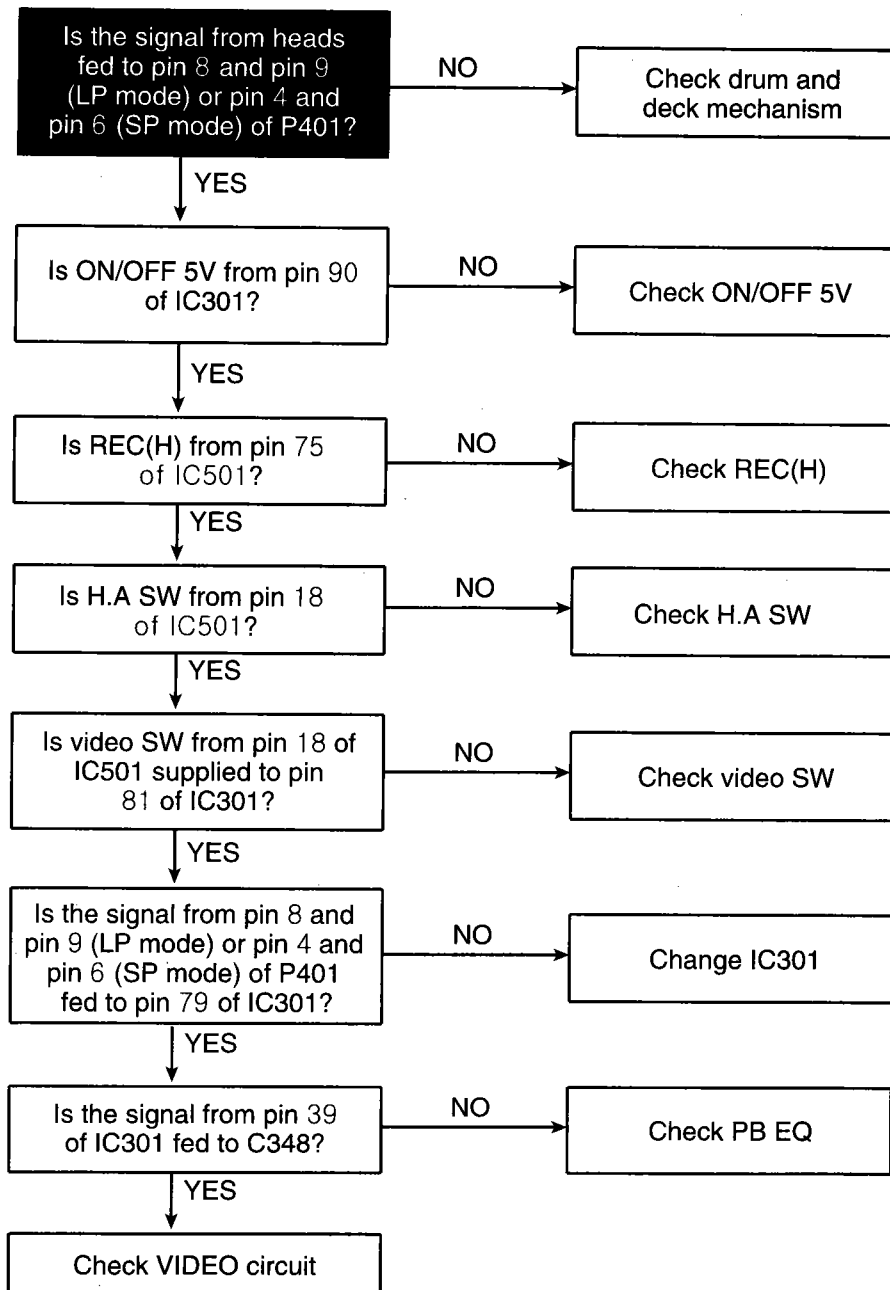 Is the signal from heads
fed to pin 8 and pin 9
(LP mode) or pin 4 and
pin 6 (SP mode) of P401?
NO
Check drum and
deck mechanism
YES
Is ON/OFF 5V from pin 90
of IC301?
NO
Check ON/OFF 5V
YES
Is REC(H) from pin 75
of IC501?
NO
Check REC(H)
YES
Is H.A SW from pin 18
of IC501?
NO
Check H.A SW
YES
Is video SW from pin 18 of
IC501 supplied to pin
81 of IC301?
NO
Check video SW
YES
Is the signal from pin 8 and
pin 9 (LP mode) or pin 4 and
pin 6 (SP mode) of P401
fed to pin 79 of IC301?
NO
Change IC301
YES
Is the signal from pin 39
of IC301 fed to C348?
NO
Check PB EQ
YES
Check VIDEO circuit